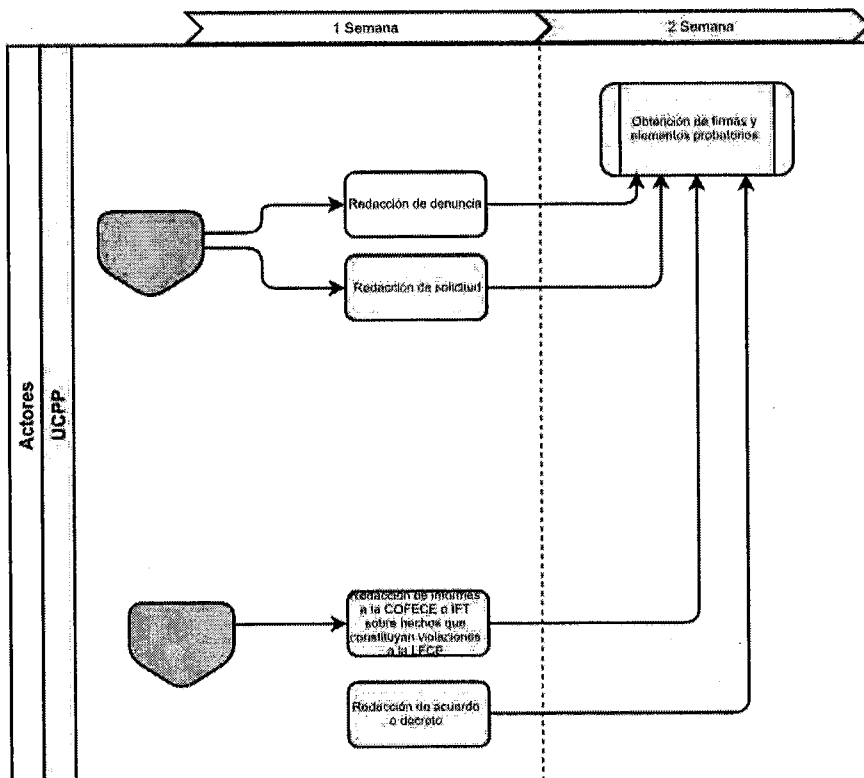 1 Semana
2 Semana
Obtención de firmas y
elementos probatorios
Redacción de denuncia
Redacción de solicitud
Actores
UCPP
Redacción de informes
a la COFECE o IFT
sobre hechos que
constituyan violaciones
a la LFCE
Redacción de acuerdo
o decreto